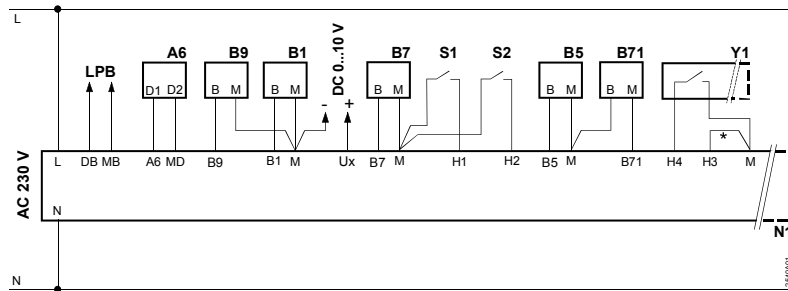 L
LPB
A6
B9
B1
DC 0...10 V
B7
S1
S2
B5
B71
Y1
D1 D2
B M
B M
- +
B M
B M
B M
*
AC 230 V
L DB MB A6 MD B9 B1 M Ux B7 M H1 H2 B5 M B71 H4 H3 M
N
N1
N